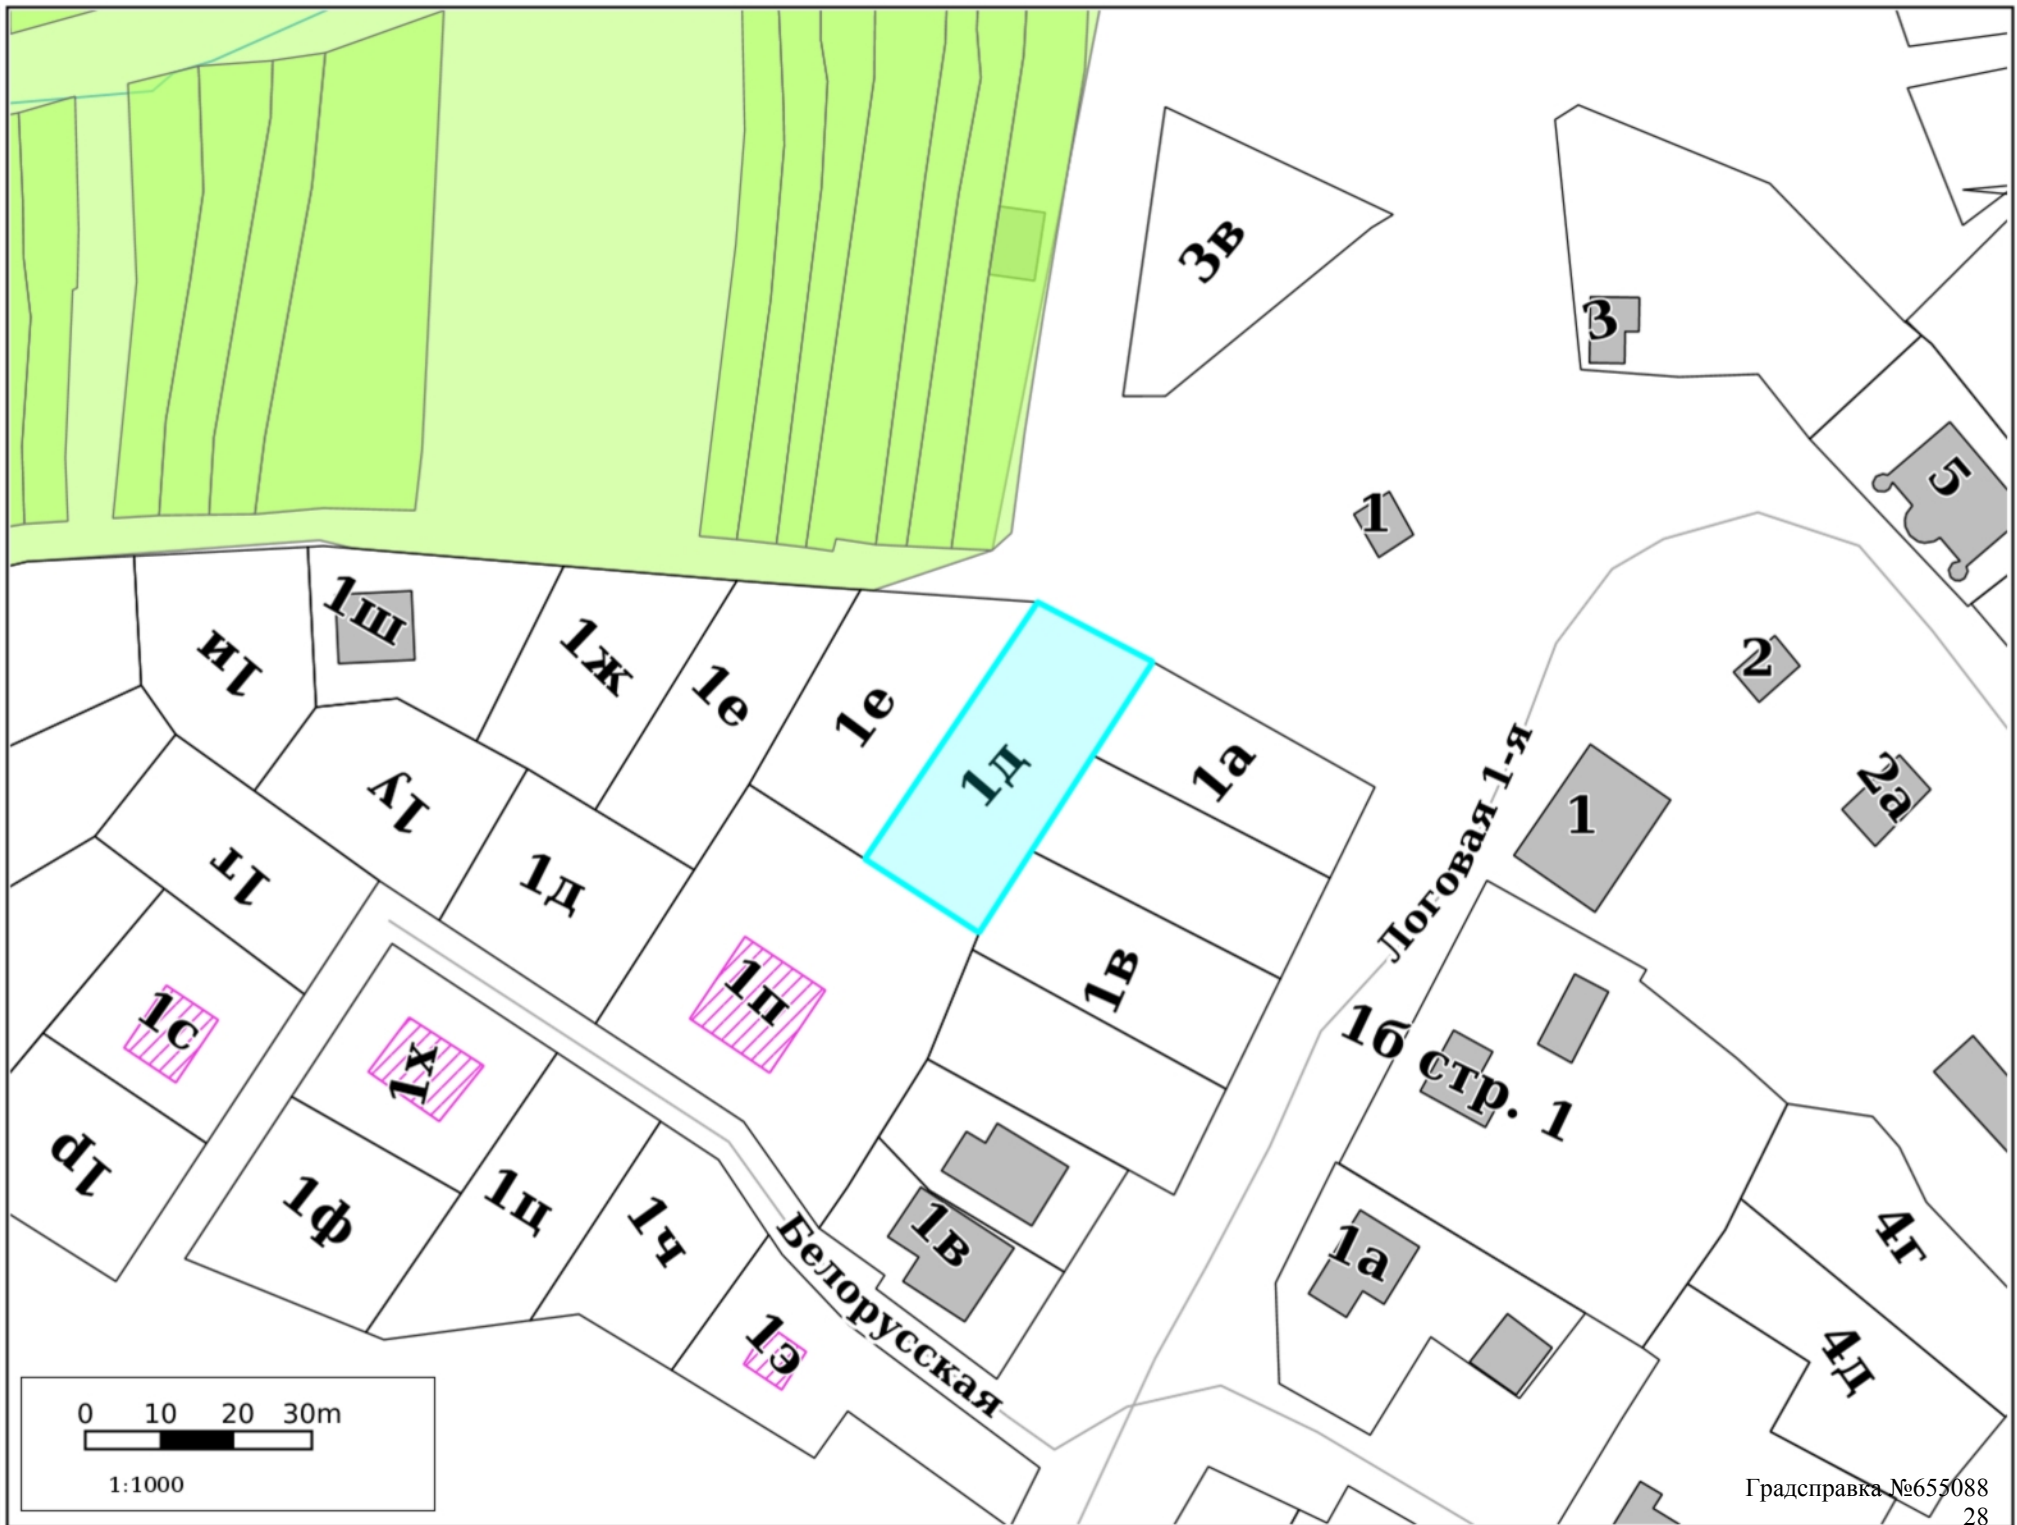 3в
3
5
1
2
2а
1
1и
1ш
1ж
1е
1е
1д
1а
1у
1т
1д
1п
1в
1с
1х
1р
1ф
1ц
1ч
1э
1в
Логовая 1-я
Белорусская
1б стр. 1
1а
4г
4д
0 10 20 30m
1:1000
Градсправка №655088
28